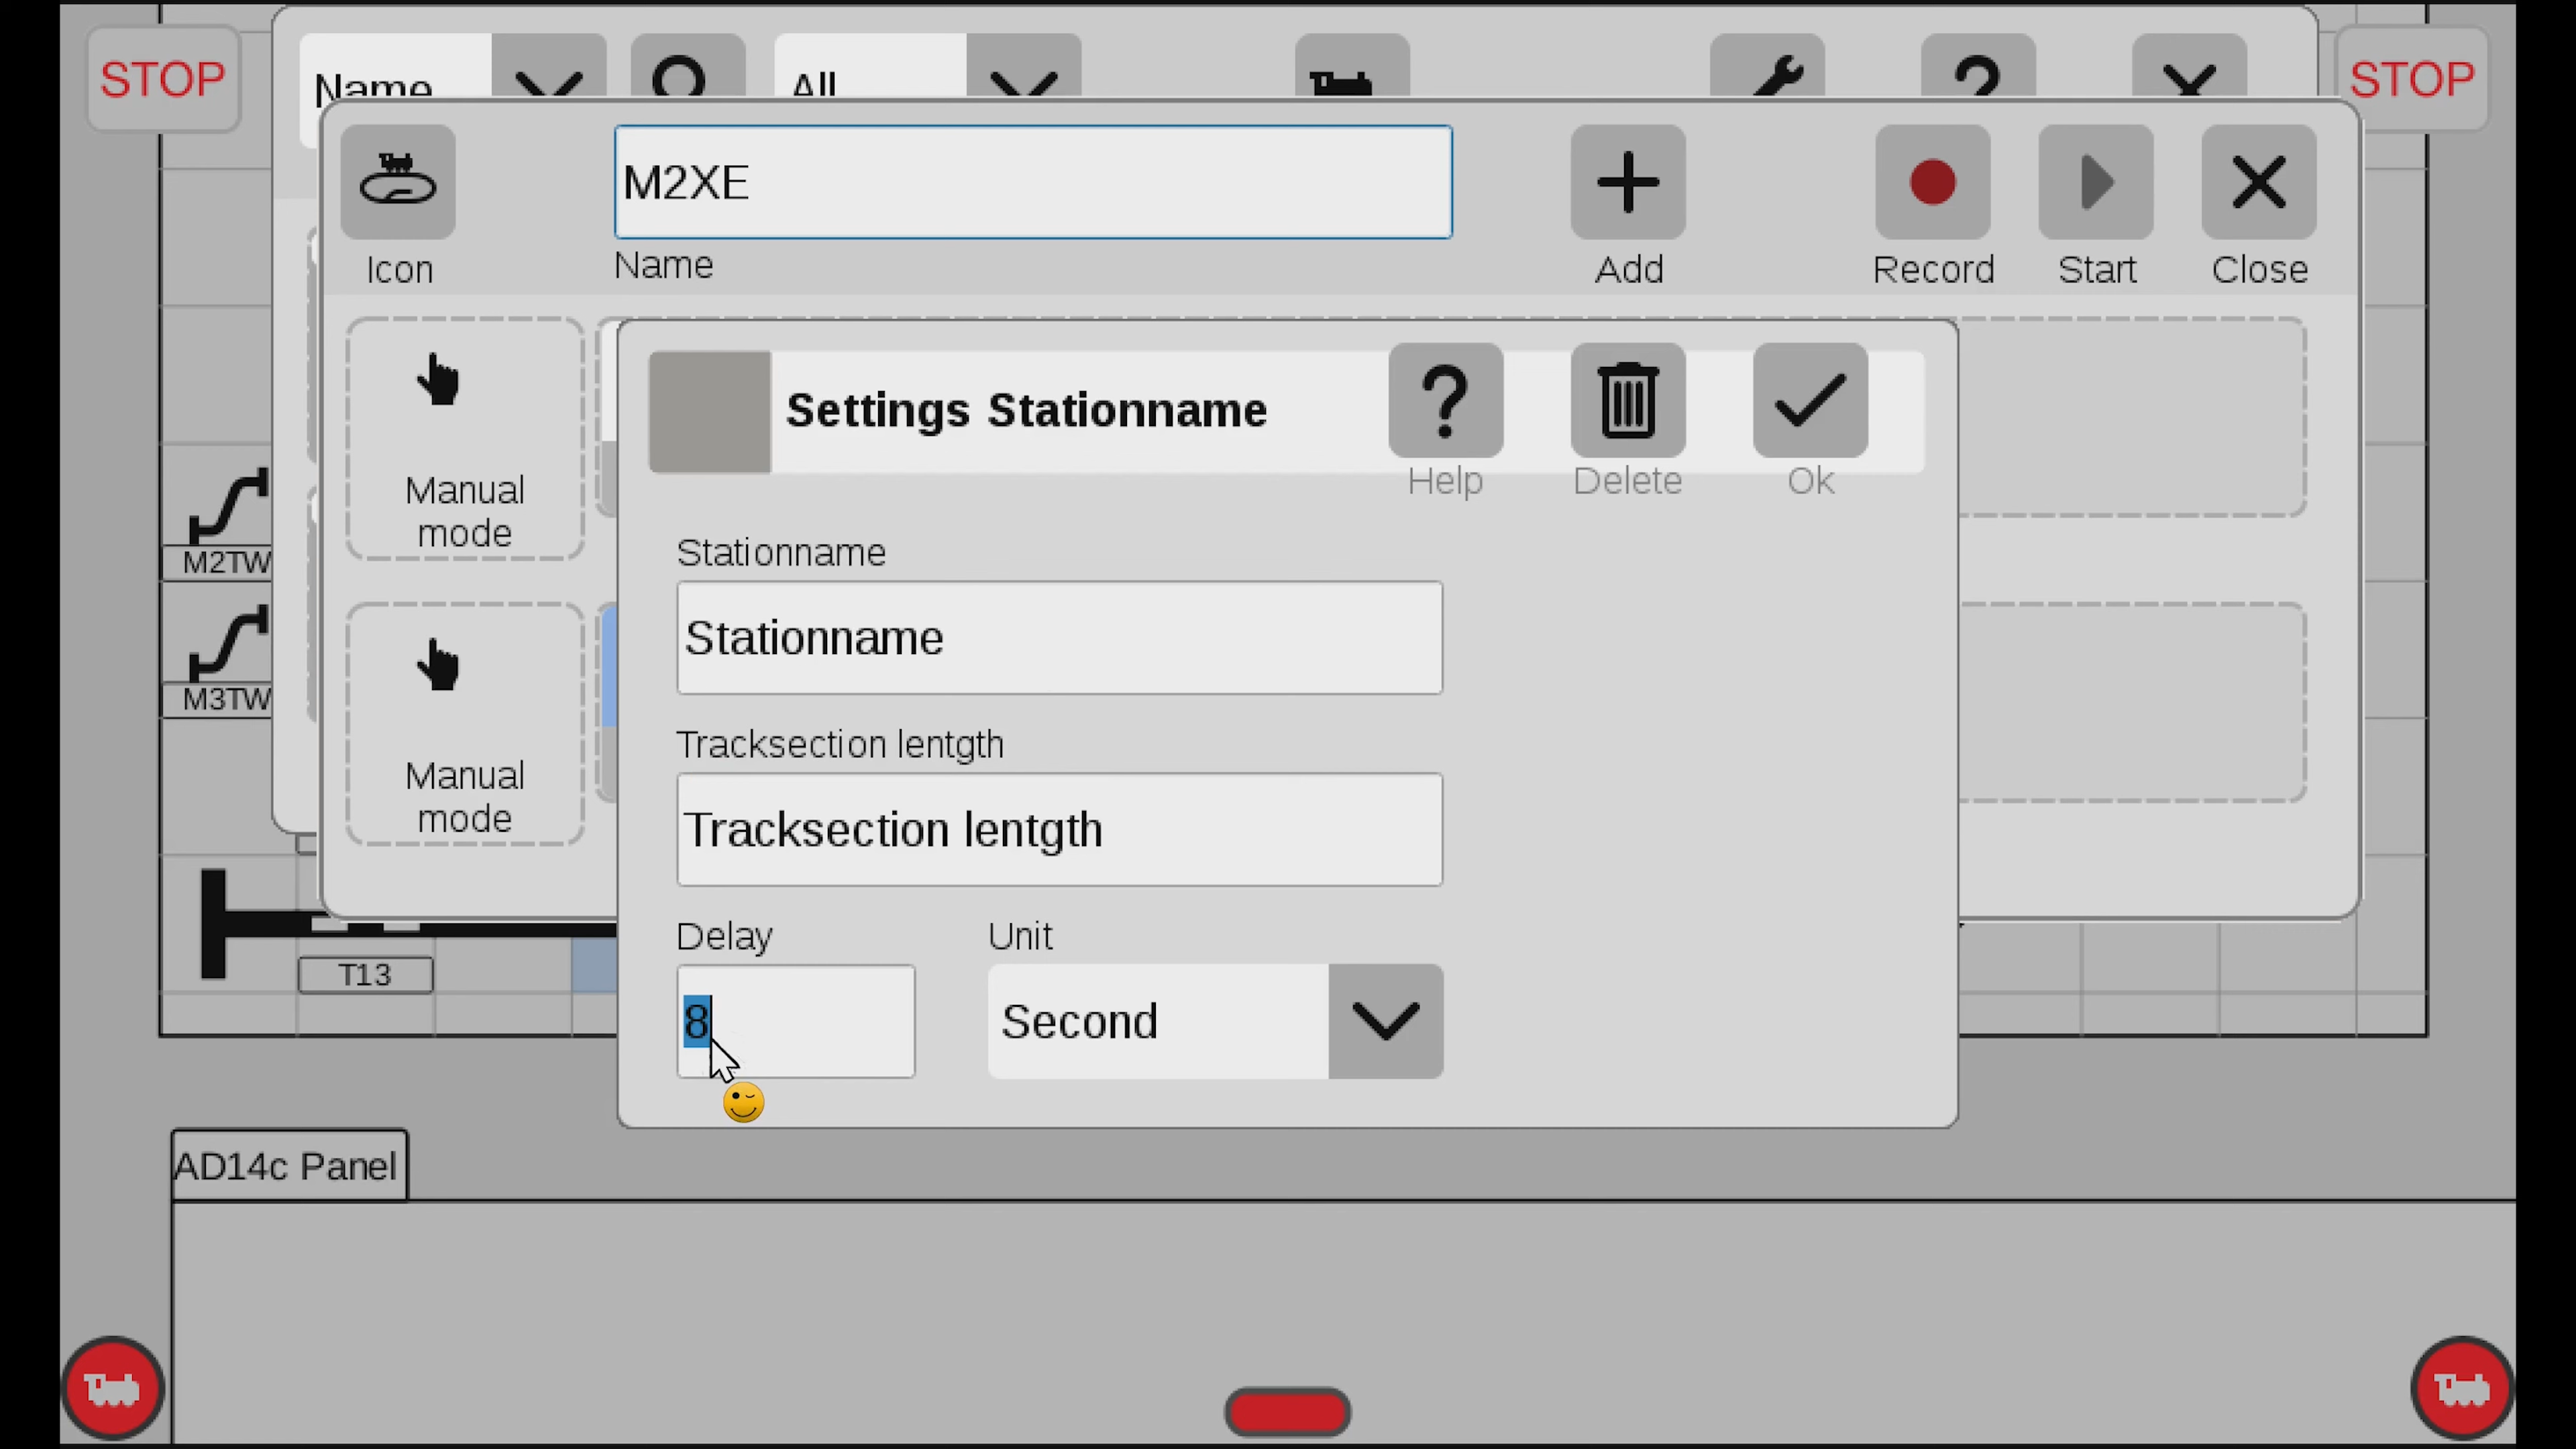 STOP
Name
All
STOP
M2XE
Icon
Name
Add
Record
Start
Close
Manual
mode
Settings Stationname
Help
Delete
Ok
Stationname
Stationname
M2TW
M3TW
Tracksection lentgth
Tracksection lentgth
Manual
mode
Delay
Unit
8
Second
T13
AD14c Panel